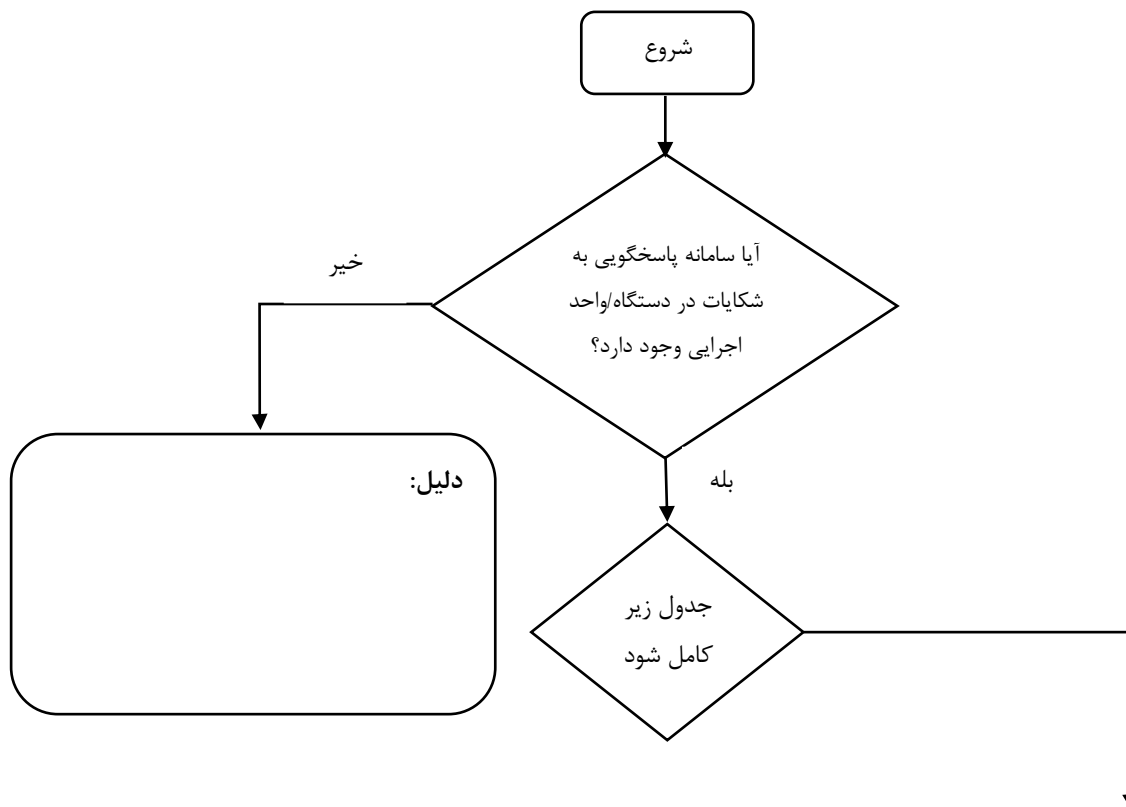 شروع
آیا سامانه پاسخگویی به
شکایات در دستگاه/واحد
اجرایی وجود دارد؟
خیر
بله
دلیل:
جدول زیر
کامل شود